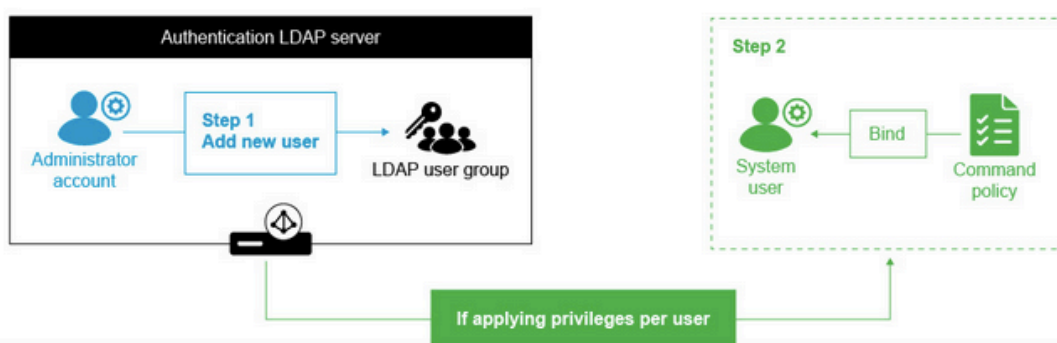 Authentication LDAP server
Administrator
account
Step 1
Add new user
LDAP user group
Step 2
System
user
Bind
Command
policy
If applying privileges per user